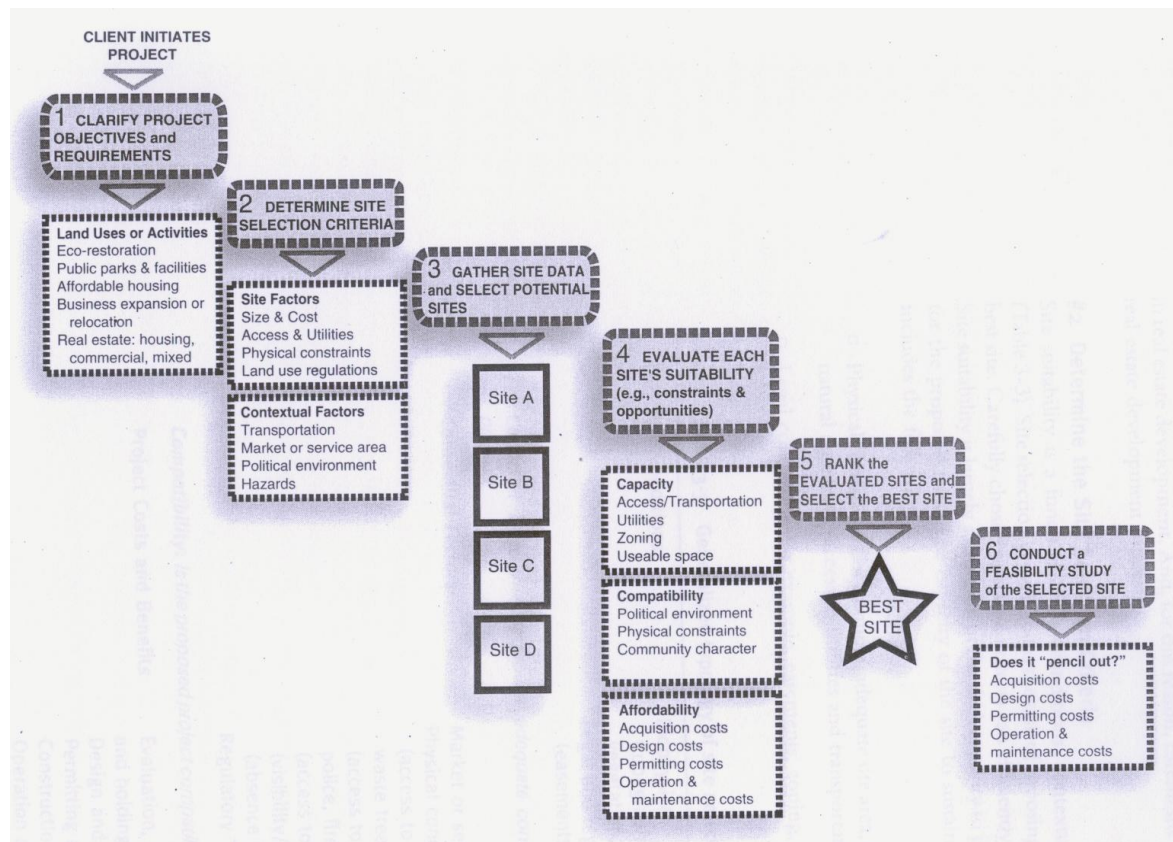 CLIENT INITIATES
PROJECT
1 CLARIFY PROJECT
OBJECTIVES and
REQUIREMENTS
Land Uses or Activities
Eco-restoration
Public parks & facilities
Affordable housing
Business expansion or
relocation
Real estate: housing,
commercial, mixed
2 DETERMINE SITE
SELECTION CRITERIA
Site Factors
Size & Cost
Access & Utilities
Physical constraints
Land use regulations
Contextual Factors
Transportation
Market or service area
Political environment
Hazards
3 GATHER SITE DATA
and SELECT POTENTIAL
SITES
Site A
Site B
Site C
Site D
4 EVALUATE EACH
SITE'S SUITABILITY
(e.g., constraints &
opportunities)
Capacity
Access/Transportation
Utilities
Zoning
Useable space
Compatibility
Political environment
Physical constraints
Community character
Affordability
Acquisition costs
Design costs
Permitting costs
Operation &
maintenance costs
5 RANK the
EVALUATED SITES and
SELECT the BEST SITE
BEST
SITE
6 CONDUCT a
FEASIBILITY STUDY
of the SELECTED SITE
Does it "pencil out?"
Acquisition costs
Design costs
Permitting costs
Operation &
maintenance costs